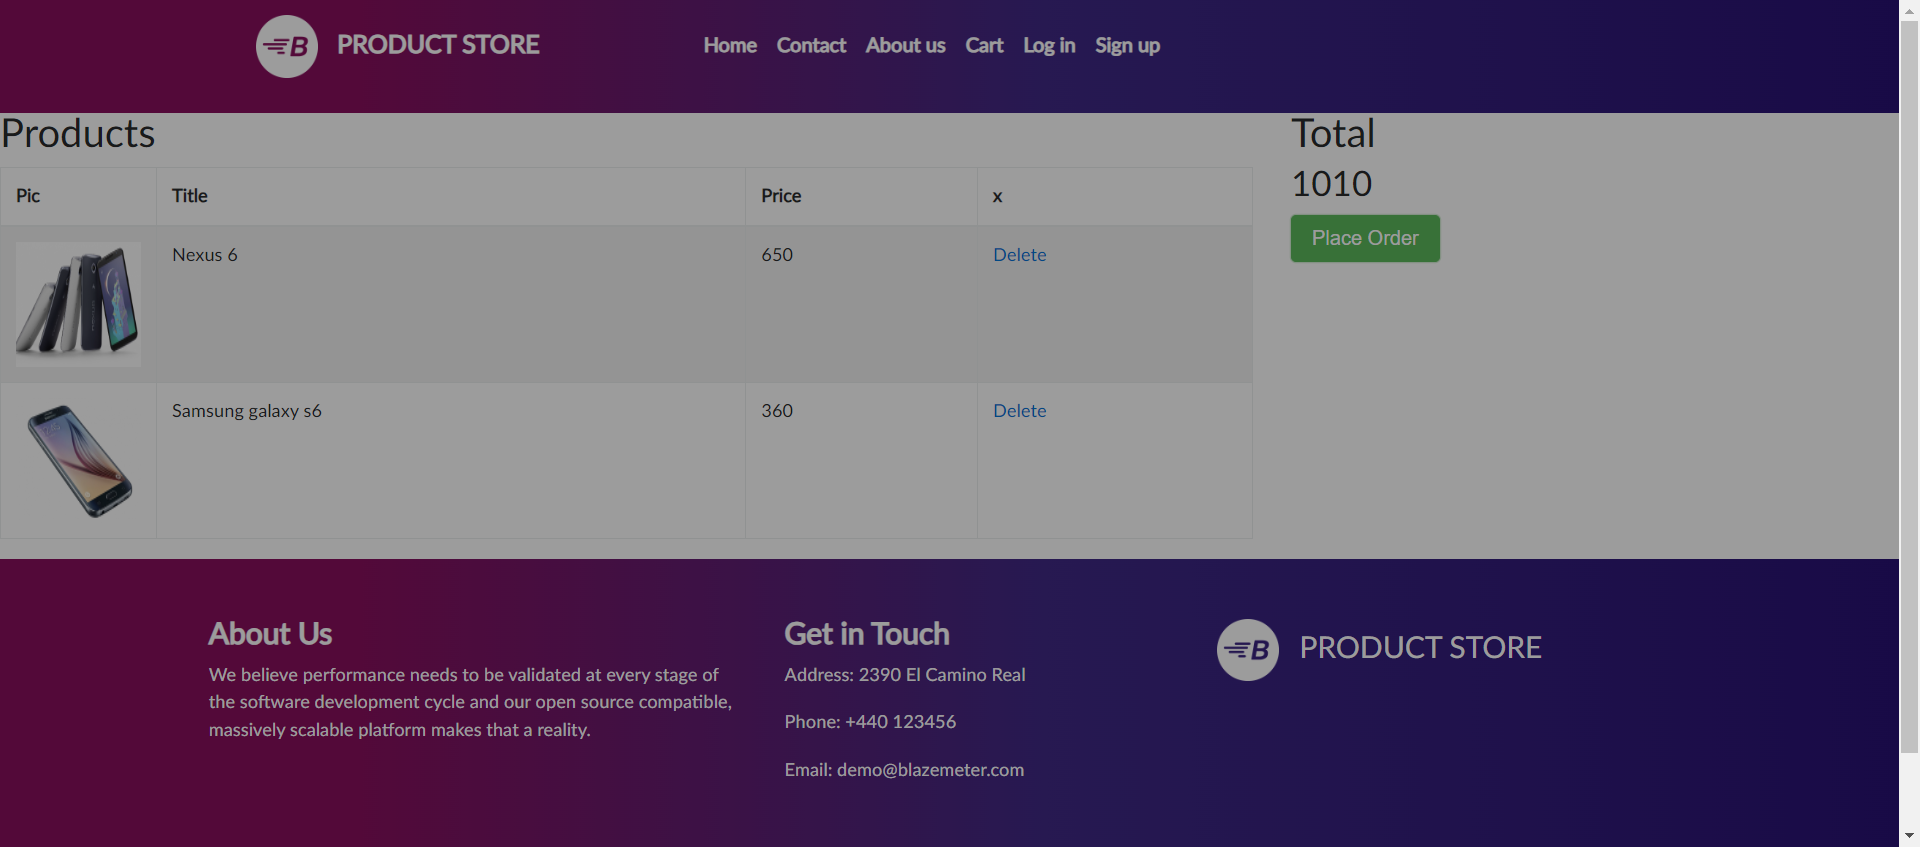 B PRODUCT STORE
Home Contact About us Cart Log in Sign up
Products
Pic Title Price x
Nexus 6 650 Delete
Samsung galaxy s6 360 Delete
Total
1010
Place Order
About Us
We believe performance needs to be validated at every stage of
the software development cycle and our open source compatible,
massively scalable platform makes that a reality.
Get in Touch
Address: 2390 El Camino Real
Phone: +440 123456
Email: demo@blazemeter.com
B PRODUCT STORE